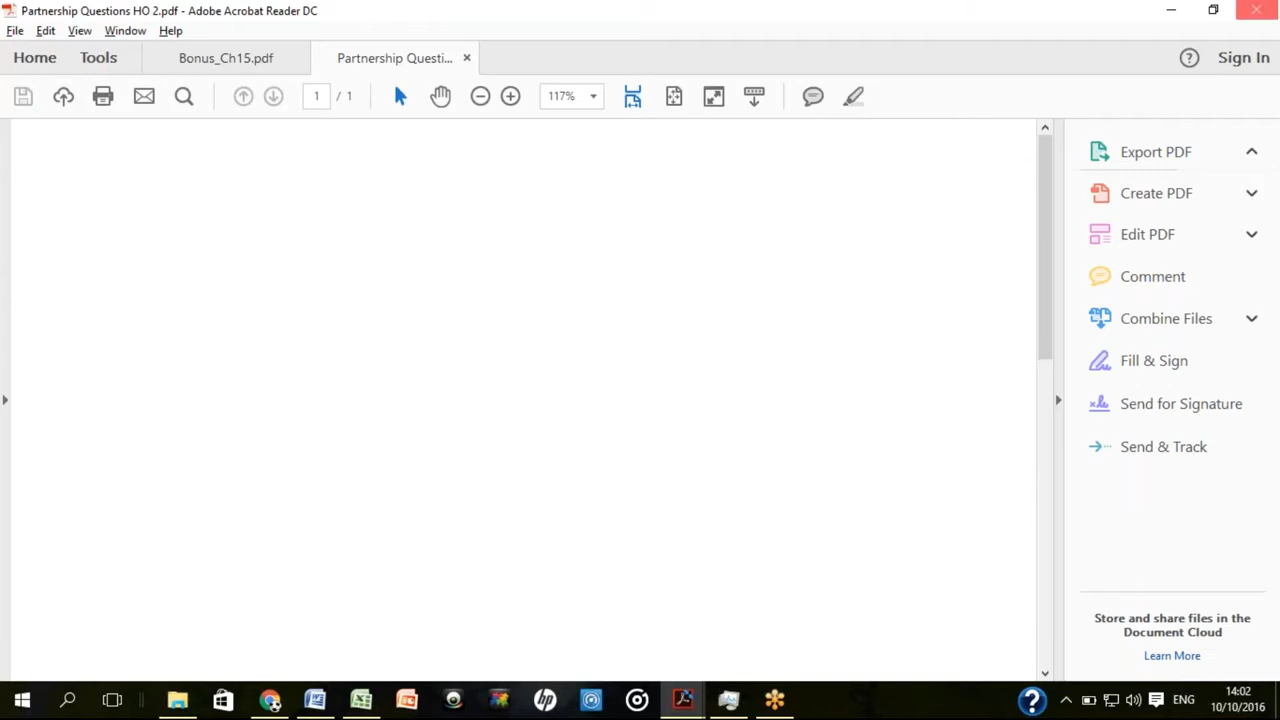 Partnership Questions HO 2.pdf - Adobe Acrobat Reader DC
File Edit View Window Help
Home Tools Bonus_Ch15.pdf Partnership Questi... Sign In
1 / 1 117%
Export PDF
Create PDF
Edit PDF
Comment
Combine Files
Fill & Sign
Send for Signature
Send & Track
Store and share files in the
Document Cloud
Learn More
ENG
14:02
10/10/2016